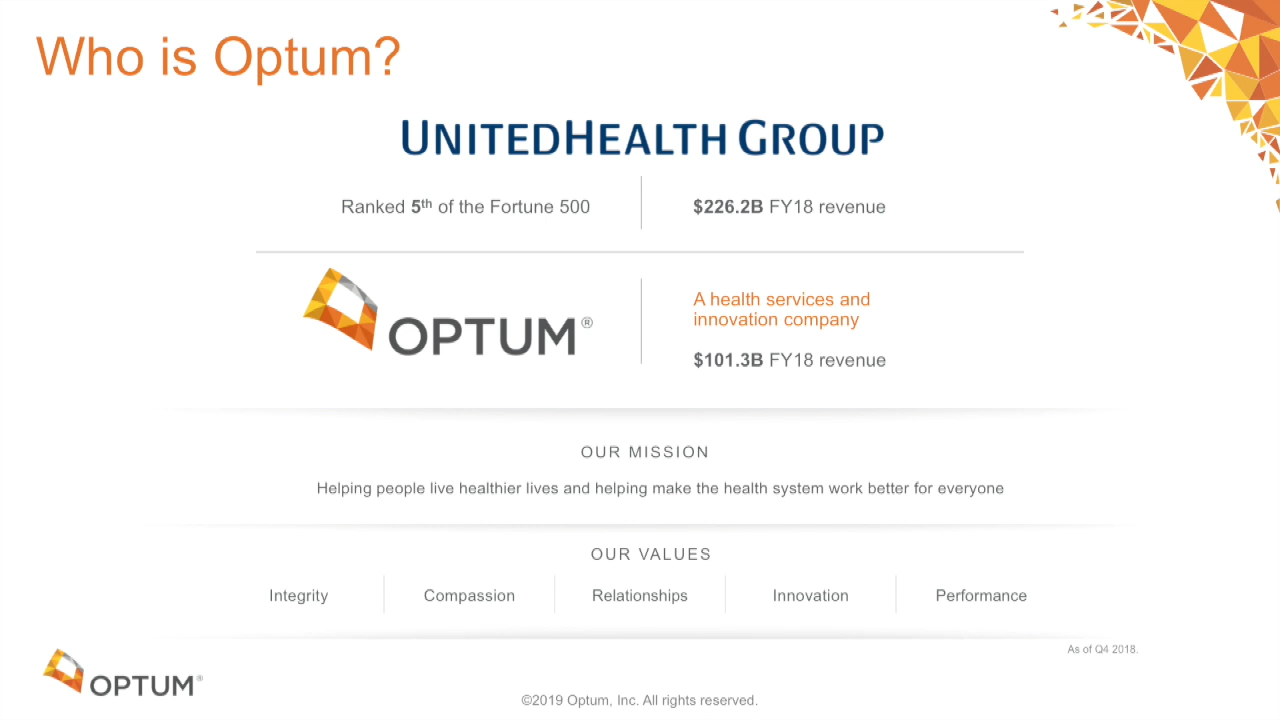 Who is Optum?
UNITEDHEALTH GROUP
Ranked 5th of the Fortune 500
$226.2B FY18 revenue
OPTUM®
A health services and
innovation company
$101.3B FY18 revenue
OUR MISSION
Helping people live healthier lives and helping make the health system work better for everyone
OUR VALUES
Integrity
Compassion
Relationships
Innovation
Performance
As of Q4 2018.
OPTUM®
©2019 Optum, Inc. All rights reserved.